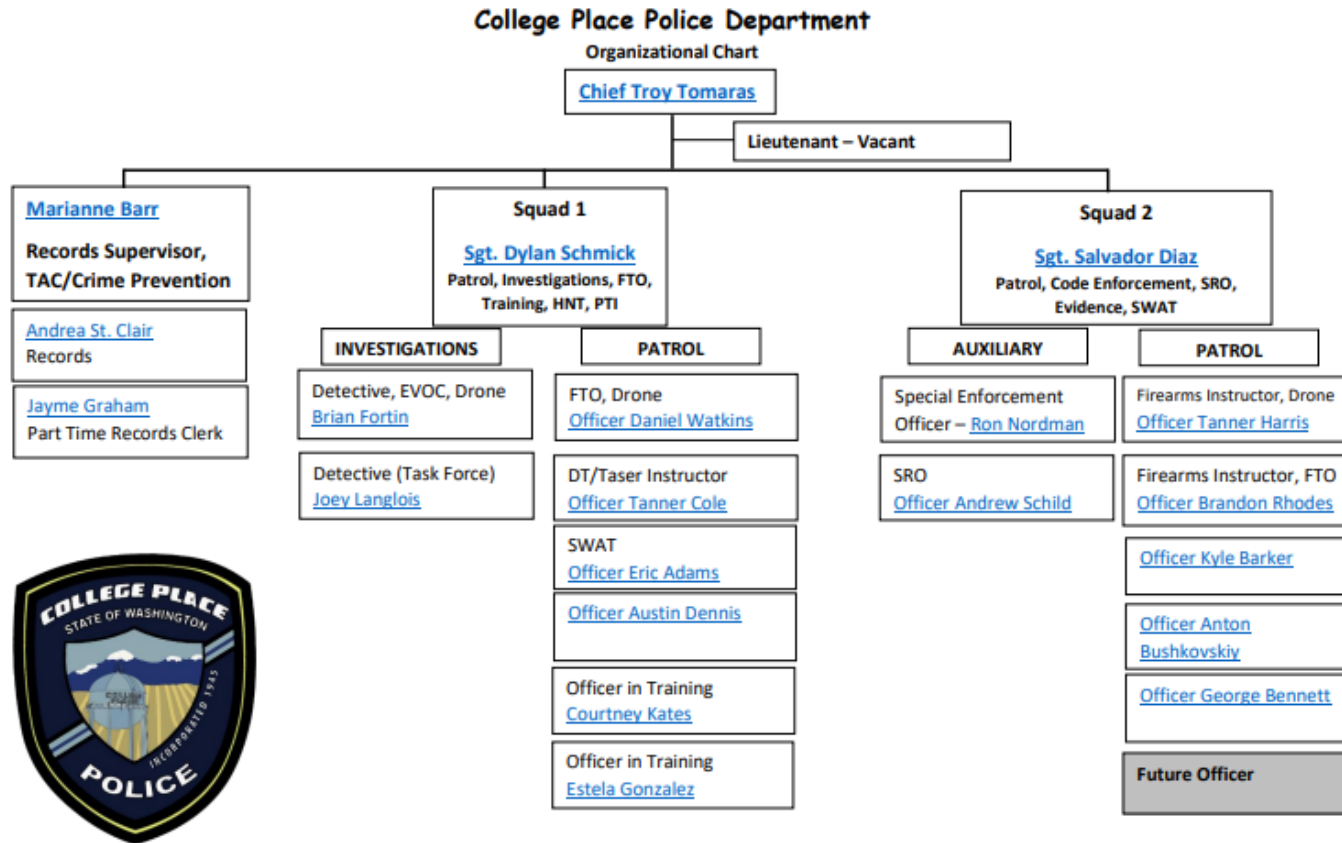 College Place Police Department
Organizational Chart
Chief Troy Tomaras
Lieutenant – Vacant
Marianne Barr
Records Supervisor,
TAC/Crime Prevention
Andrea St. Clair
Records
Jayme Graham
Part Time Records Clerk
Squad 1
Sgt. Dylan Schmick
Patrol, Investigations, FTO,
Training, HNT, PTI
INVESTIGATIONS
Detective, EVOC, Drone
Brian Fortin
Detective (Task Force)
Joey Langlois
PATROL
FTO, Drone
Officer Daniel Watkins
DT/Taser Instructor
Officer Tanner Cole
SWAT
Officer Eric Adams
Officer Austin Dennis
Officer in Training
Courtney Kates
Officer in Training
Estela Gonzalez
Squad 2
Sgt. Salvador Diaz
Patrol, Code Enforcement, SRO,
Evidence, SWAT
AUXILIARY
Special Enforcement
Officer – Ron Nordman
SRO
Officer Andrew Schild
PATROL
Firearms Instructor, Drone
Officer Tanner Harris
Firearms Instructor, FTO
Officer Brandon Rhodes
Officer Kyle Barker
Officer Anton
Bushkovskiy
Officer George Bennett
Future Officer
COLLEGE PLACE
STATE OF WASHINGTON
INCORPORATED 1945
POLICE